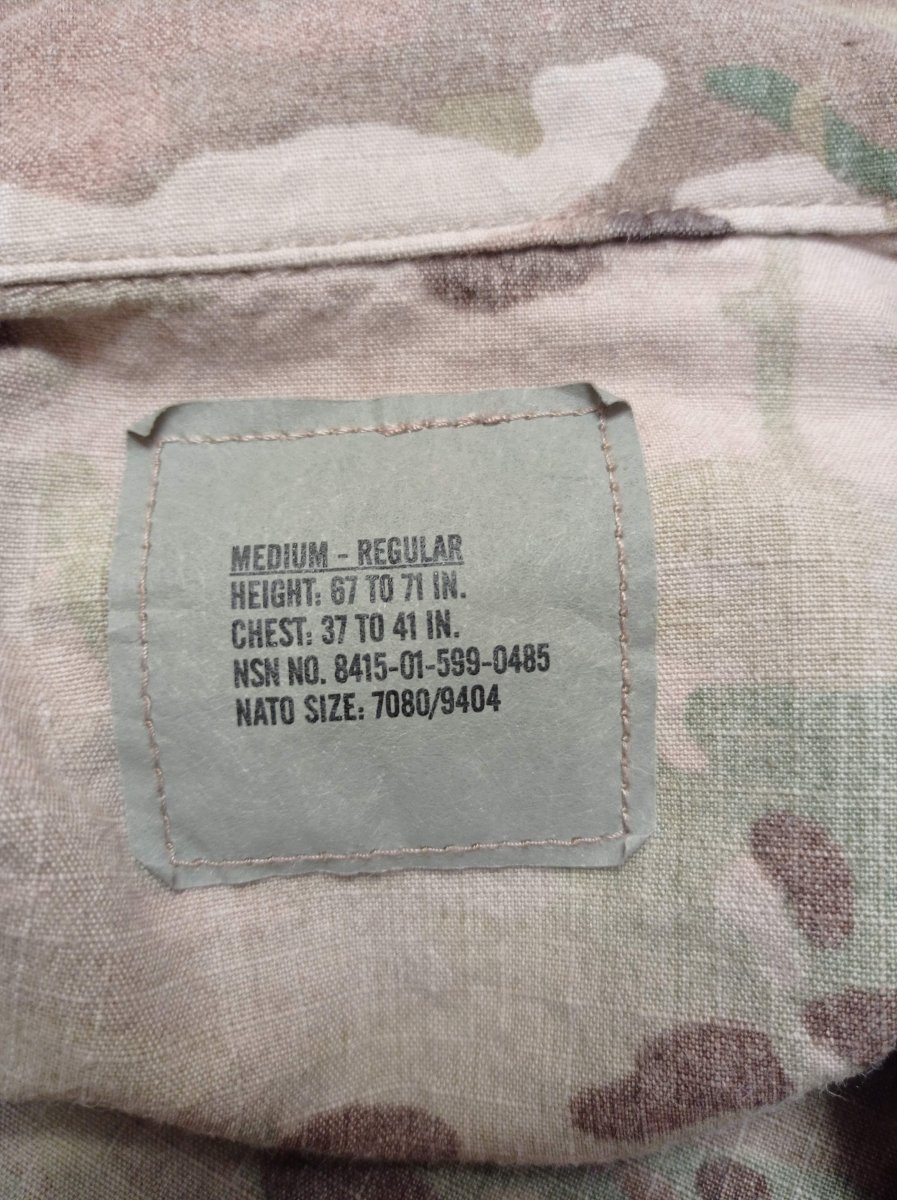 MEDIUM - REGULAR
HEIGHT: 67 TO 71 IN.
CHEST: 37 TO 41 IN.
NSN NO. 8415-01-599-0485
NATO SIZE: 7080/9404